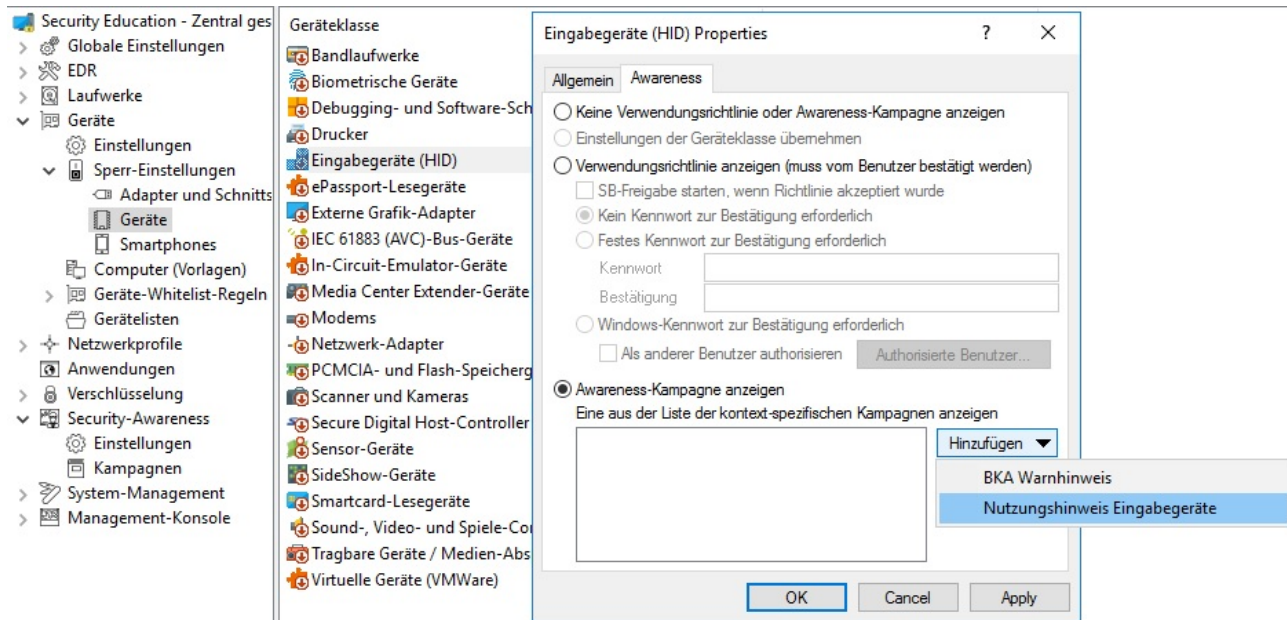 Security Education - Zentral ges
Globale Einstellungen
EDR
Laufwerke
Geräte
Einstellungen
Sperr-Einstellungen
Adapter und Schnitts
Geräte
Smartphones
Computer (Vorlagen)
Geräte-Whitelist-Regeln
Gerätelisten
Netzwerkprofile
Anwendungen
Verschlüsselung
Security-Awareness
Einstellungen
Kampagnen
System-Management
Management-Konsole
Geräteklasse
Bandlaufwerke
Biometrische Geräte
Debugging- und Software-Sch
Drucker
Eingabegeräte (HID)
ePassport-Lesegeräte
Externe Grafik-Adapter
IEC 61883 (AVC)-Bus-Geräte
In-Circuit-Emulator-Geräte
Media Center Extender-Geräte
Modems
Netzwerk-Adapter
PCMCIA- und Flash-Speicherg
Scanner und Kameras
Secure Digital Host-Controller
Sensor-Geräte
SideShow-Geräte
Smartcard-Lesegeräte
Sound-, Video- und Spiele-Co
Tragbare Geräte / Medien-Abs
Virtuelle Geräte (VMWare)
Eingabegeräte (HID) Properties
?
Allgemein Awareness
Keine Verwendungsrichtlinie oder Awareness-Kampagne anzeigen
Einstellungen der Geräteklasse übernehmen
Verwendungsrichtlinie anzeigen (muss vom Benutzer bestätigt werden)
SB-Freigabe starten, wenn Richtlinie akzeptiert wurde
Kein Kennwort zur Bestätigung erforderlich
Festes Kennwort zur Bestätigung erforderlich
Kennwort
Bestätigung
Windows-Kennwort zur Bestätigung erforderlich
Als anderer Benutzer authorisieren Authorisierte Benutzer...
Awareness-Kampagne anzeigen
Eine aus der Liste der kontext-spezifischen Kampagnen anzeigen
Hinzufügen
BKA Warnhinweis
Nutzungshinweis Eingabegeräte
OK Cancel Apply